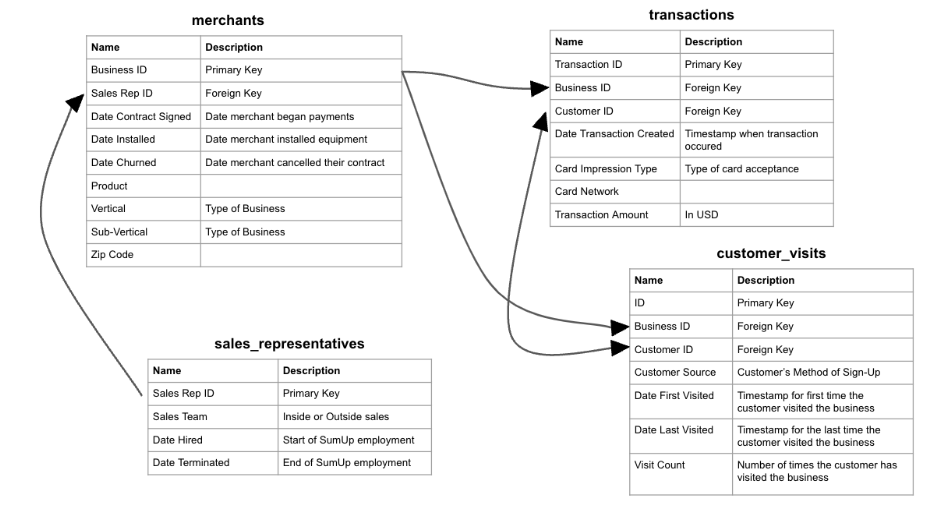 merchants
Name Description
Business ID Primary Key
Sales Rep ID Foreign Key
Date Contract Signed Date merchant began payments
Date Installed Date merchant installed equipment
Date Churned Date merchant cancelled their contract
Product
Vertical Type of Business
Sub-Vertical Type of Business
Zip Code
transactions
Name Description
Transaction ID Primary Key
Business ID Foreign Key
Customer ID Foreign Key
Date Transaction Created Timestamp when transaction
occured
Card Impression Type Type of card acceptance
Card Network
Transaction Amount In USD
sales_representatives
Name Description
Sales Rep ID Primary Key
Sales Team Inside or Outside sales
Date Hired Start of SumUp employment
Date Terminated End of SumUp employment
customer_visits
Name Description
ID Primary Key
Business ID Foreign Key
Customer ID Foreign Key
Customer Source Customer's Method of Sign-Up
Date First Visited Timestamp for first time the
customer visited the business
Date Last Visited Timestamp for the last time the
customer visited the business
Visit Count Number of times the customer has
visited the business